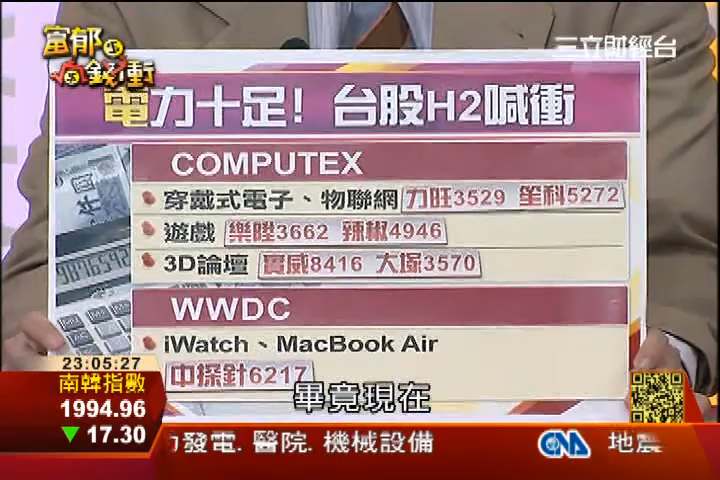 三立財經台
富郁向錢衝
電力十足! 台股H2喊衝
COMPUTEX
穿戴式電子、物聯網 力旺3529 笙科5272
遊戲 樂陞3662 辣椒4946
3D論壇 實威8416 大塚3570
WWDC
iWatch、MacBook Air
中探針6217
23:05:27
南韓指數
1994.96
▼17.30
畢竟現在
力發電. 醫院. 機械設備
CNA 地震